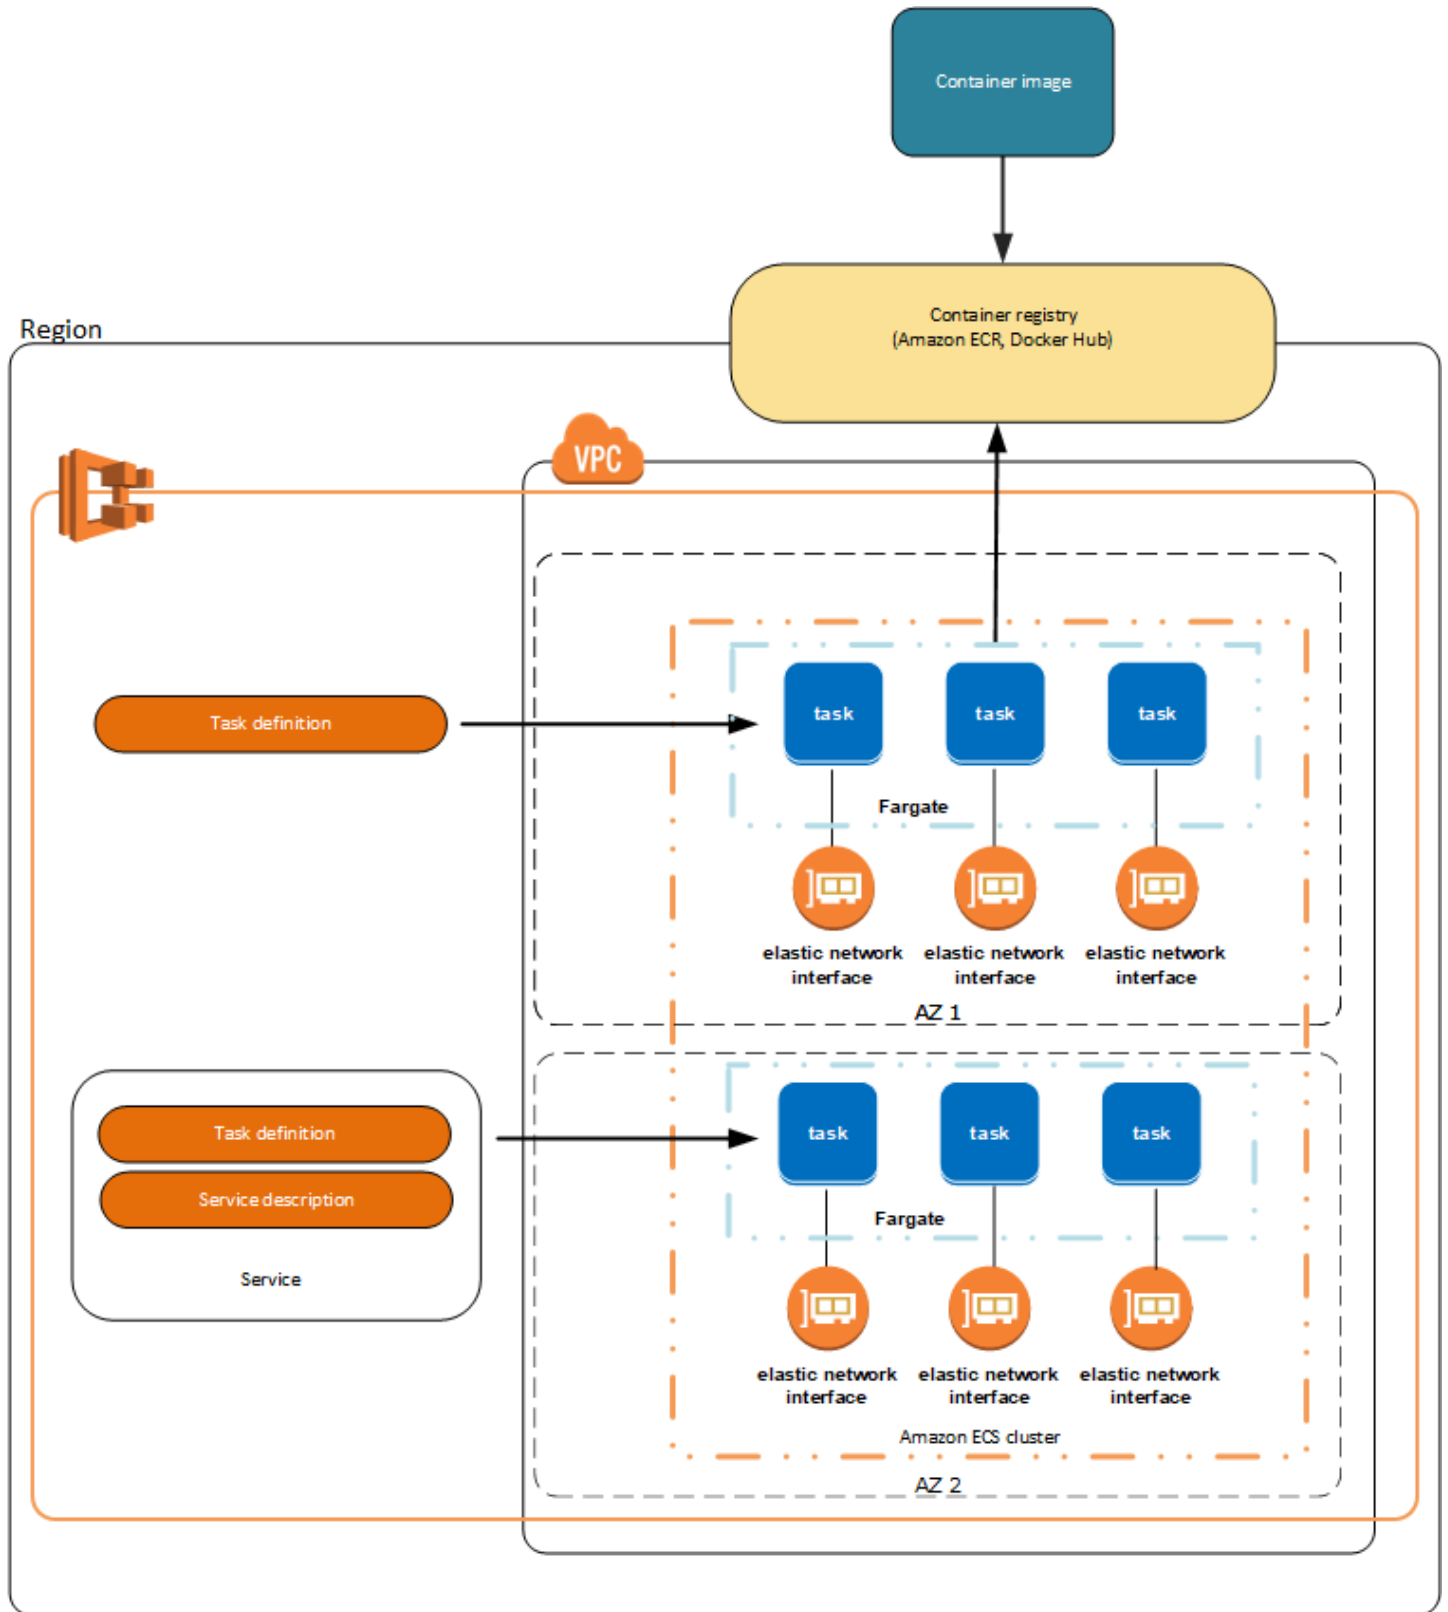 Container image
Container registry
(Amazon ECR, Docker Hub)
Region
VPC
Task definition
task task task
Fargate
elastic network elastic network elastic network
interface interface interface
AZ 1
Task definition
Service description
Service
task task task
Fargate
elastic network elastic network elastic network
interface interface interface
Amazon ECS cluster
AZ 2